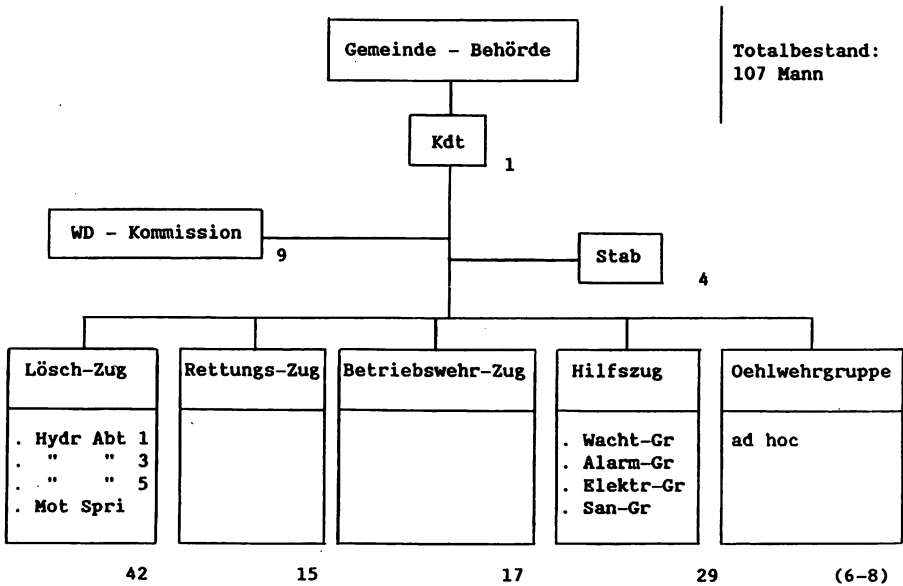 Gemeinde - Behörde
Totalbestand:
107 Mann
Kdt
1
WD - Kommission
9
Stab
4
Lösch-Zug
. Hydr Abt 1
. " " 3
. " " 5
. Mot Spri
42
Rettungs-Zug
15
Betriebswehr-Zug
17
Hilfszug
. Wacht-Gr
. Alarm-Gr
. Elektr-Gr
. San-Gr
29
Oehlwehrgruppe
ad hoc
(6-8)